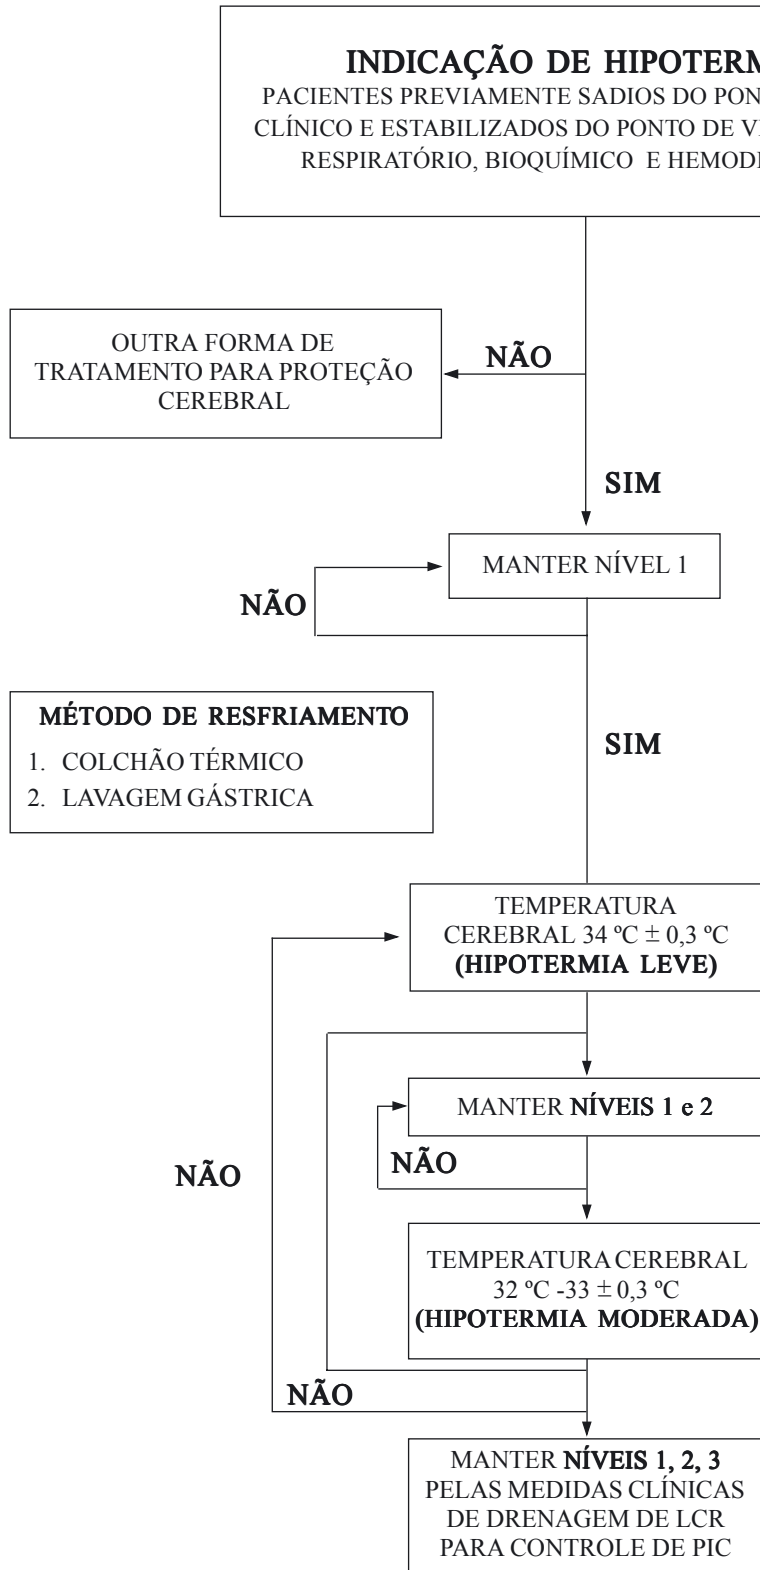 INDICAÇÃO DE HIPOTERM
PACIENTES PREVIAMENTE SADIOS DO PON
CLÍNICO E ESTABILIZADOS DO PONTO DE V
RESPIRATÓRIO, BIOQUÍMICO E HEMOD
OUTRA FORMA DE
TRATAMENTO PARA PROTEÇÃO
CEREBRAL
NÃO
SIM
MANTER NÍVEL 1
NÃO
MÉTODO DE RESFRIAMENTO
1. COLCHÃO TÉRMICO
2. LAVAGEM GÁSTRICA
SIM
TEMPERATURA
CEREBRAL 34 ºC ± 0,3 ºC
(HIPOTERMIA LEVE)
MANTER NÍVEIS 1 e 2
NÃO
NÃO
TEMPERATURA CEREBRAL
32 ºC -33 ± 0,3 ºC
(HIPOTERMIA MODERADA)
NÃO
MANTER NÍVEIS 1, 2, 3
PELAS MEDIDAS CLÍNICAS
DE DRENAGEM DE LCR
PARA CONTROLE DE PIC